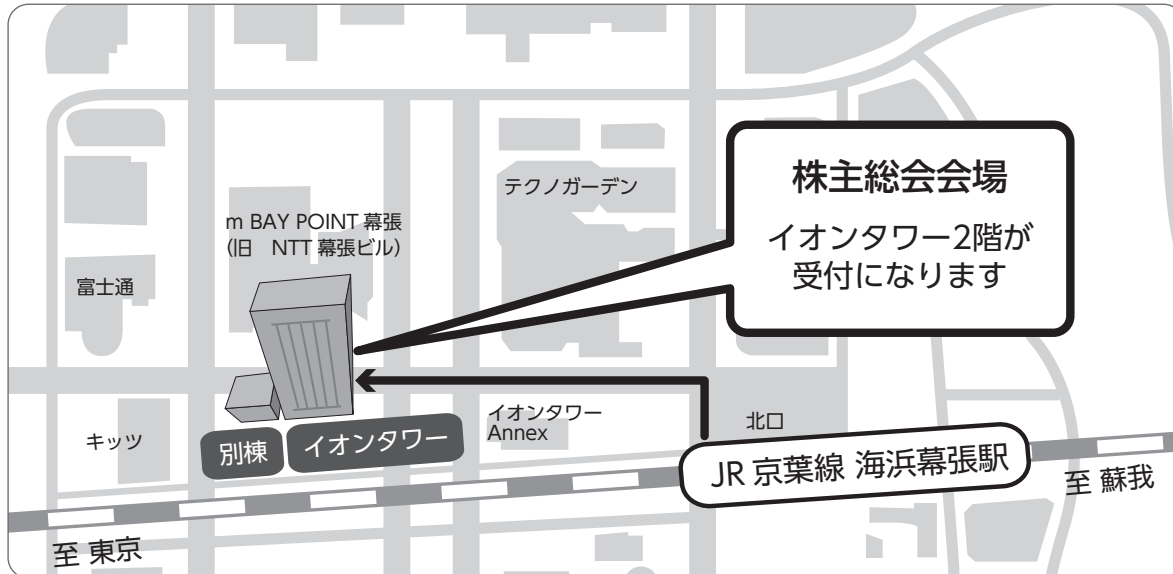 株主総会会場
イオンタワー2階が
受付になります
テクノガーデン
m BAY POINT 幕張
(旧　NTT 幕張ビル)
富士通
キッツ
別棟
イオンタワー
イオンタワー
Annex
北口
JR 京葉線 海浜幕張駅
至 蘇我
至 東京